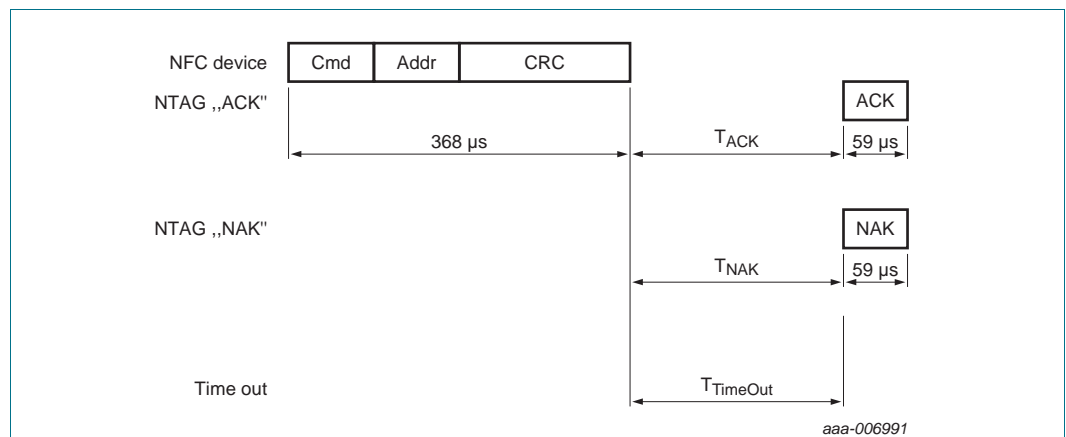 NFC device Cmd Addr CRC
NTAG ,,ACK" ACK
368 µs TACK 59 µs
NTAG ,,NAK" NAK
TNAK 59 µs
Time out TTimeOut
aaa-006991